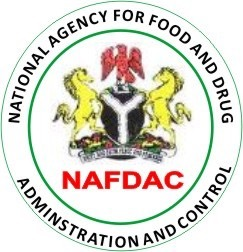 NATIONAL AGENCY FOR FOOD AND DRUG
NAFDAC
ADMINSTRATION AND CONTROL